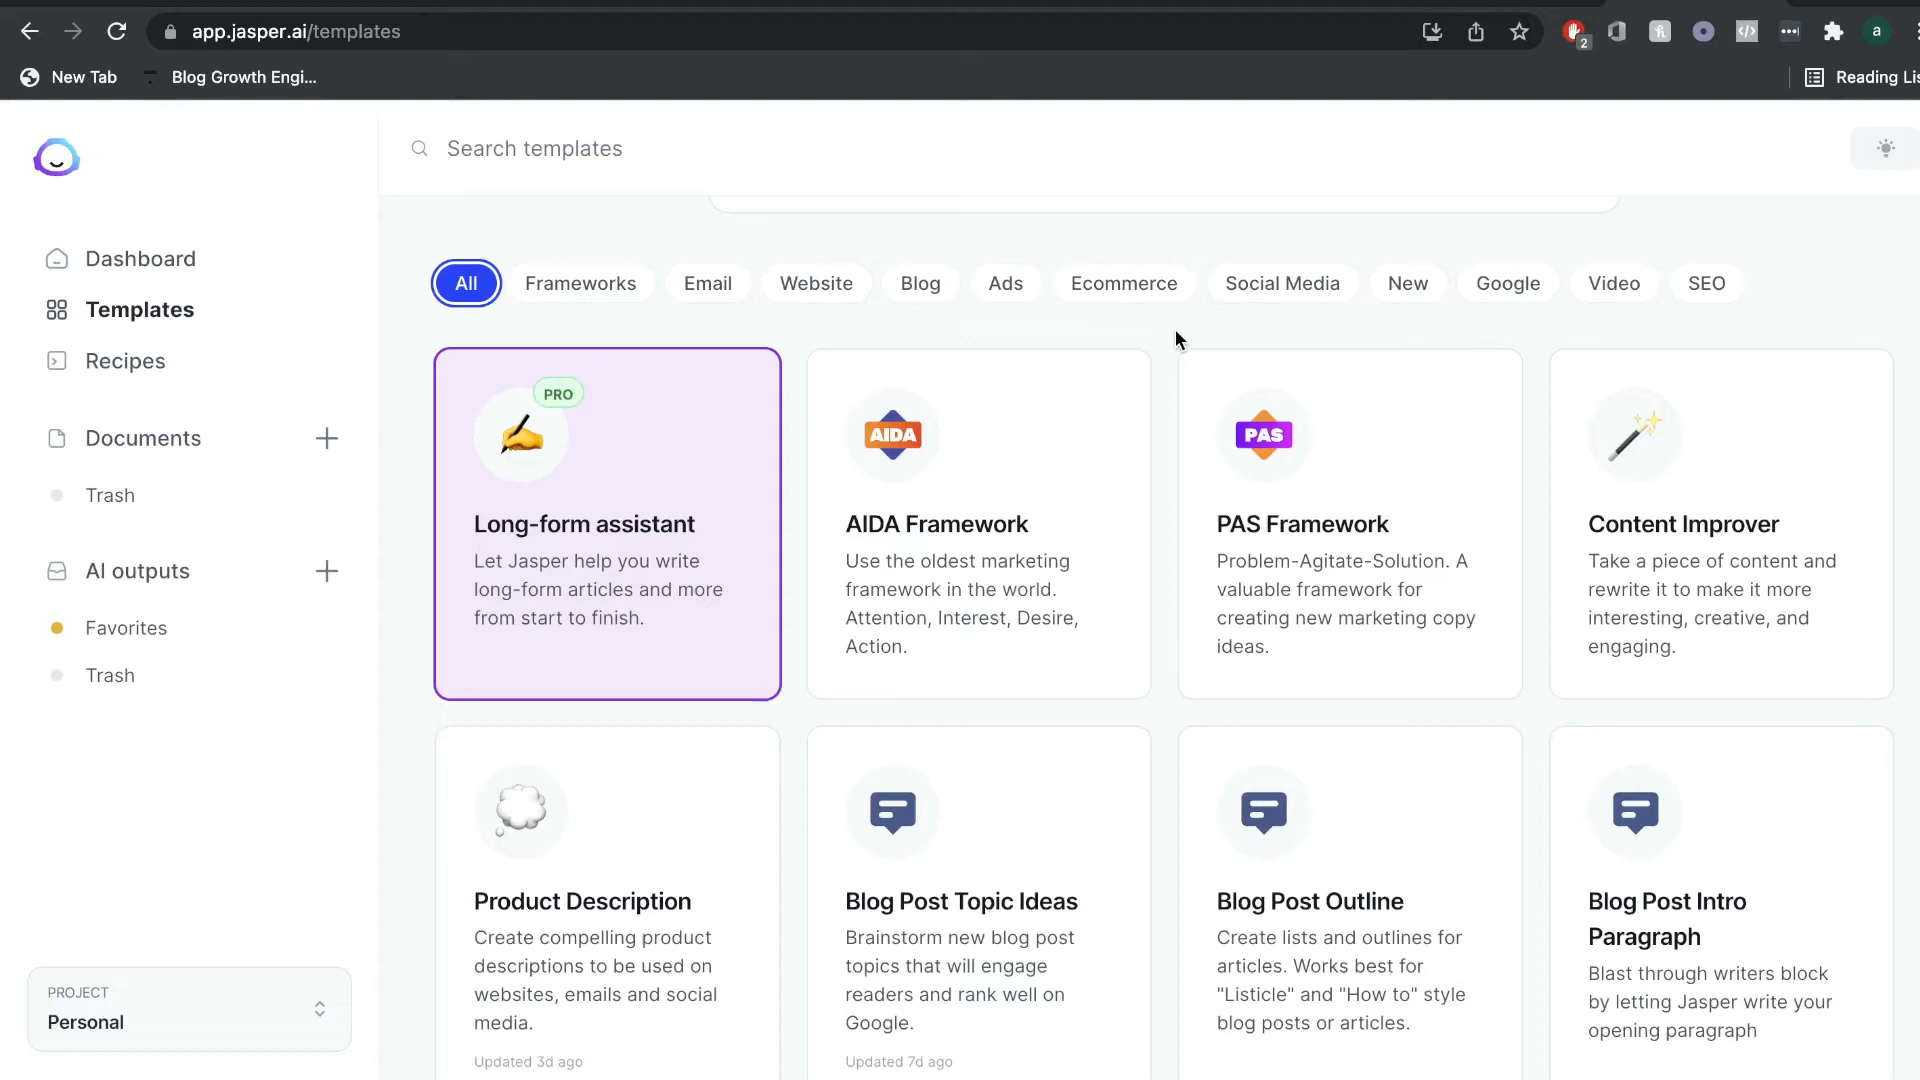 app.jasper.ai/templates
2
a
New Tab
Blog Growth Engi...
Reading Lis
Search templates
Dashboard
Templates
Recipes
Documents
Trash
AI outputs
Favorites
Trash
PROJECT
Personal
All
Frameworks
Email
Website
Blog
Ads
Ecommerce
Social Media
New
Google
Video
SEO
PRO
Long-form assistant
Let Jasper help you write
long-form articles and more
from start to finish.
AIDA
AIDA Framework
Use the oldest marketing
framework in the world.
Attention, Interest, Desire,
Action.
PAS
PAS Framework
Problem-Agitate-Solution. A
valuable framework for
creating new marketing copy
ideas.
Content Improver
Take a piece of content and
rewrite it to make it more
interesting, creative, and
engaging.
Product Description
Create compelling product
descriptions to be used on
websites, emails and social
media.
Updated 3d ago
Blog Post Topic Ideas
Brainstorm new blog post
topics that will engage
readers and rank well on
Google.
Updated 7d ago
Blog Post Outline
Create lists and outlines for
articles. Works best for
"Listicle" and "How to" style
blog posts or articles.
Blog Post Intro
Paragraph
Blast through writers block
by letting Jasper write your
opening paragraph